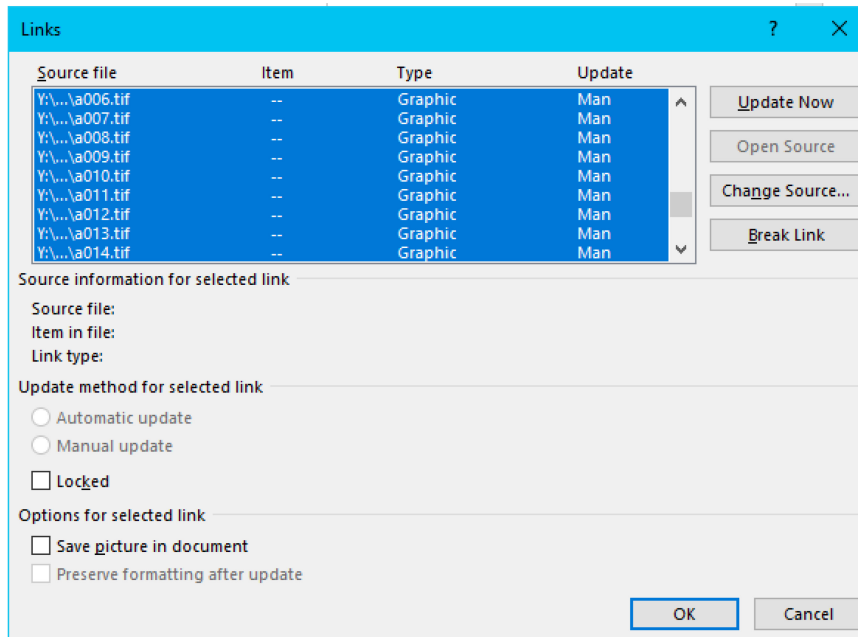 Links ?
Source file Item Type Update
Y:\...\a006.tif -- Graphic Man
Y:\...\a007.tif -- Graphic Man
Y:\...\a008.tif -- Graphic Man
Y:\...\a009.tif -- Graphic Man
Y:\...\a010.tif -- Graphic Man
Y:\...\a011.tif -- Graphic Man
Y:\...\a012.tif -- Graphic Man
Y:\...\a013.tif -- Graphic Man
Y:\...\a014.tif -- Graphic Man
Update Now
Open Source
Change Source...
Break Link
Source information for selected link
Source file:
Item in file:
Link type:
Update method for selected link
Automatic update
Manual update
Locked
Options for selected link
Save picture in document
Preserve formatting after update
OK Cancel